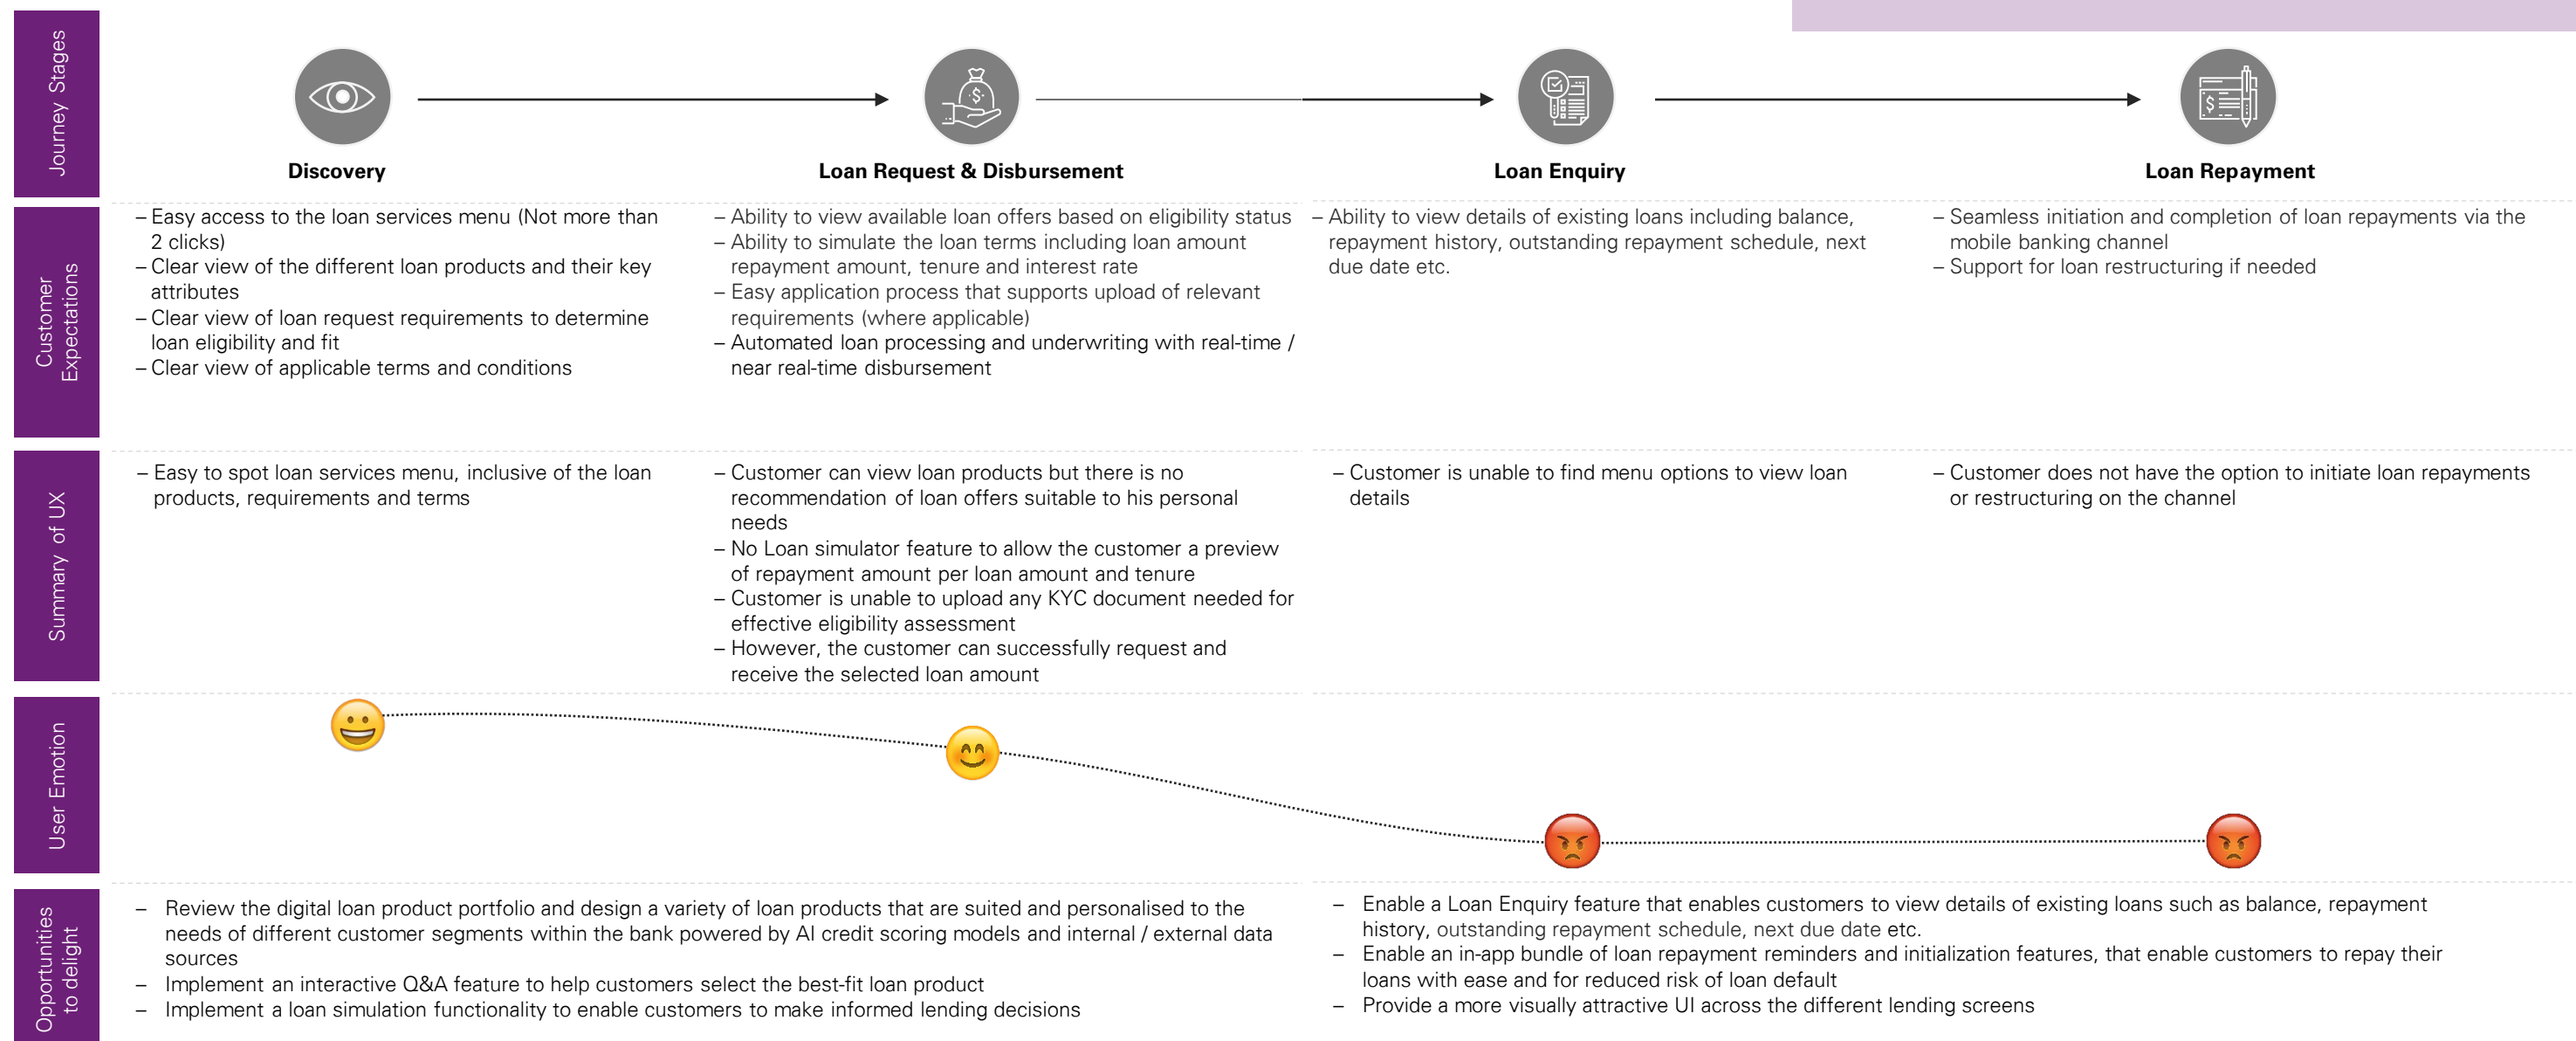 Journey Stages
Discovery
Loan Request & Disbursement
Loan Enquiry
Loan Repayment
Customer
Expectations
– Easy access to the loan services menu (Not more than
2 clicks)
– Clear view of the different loan products and their key
attributes
– Clear view of loan request requirements to determine
loan eligibility and fit
– Clear view of applicable terms and conditions
– Ability to view available loan offers based on eligibility status
– Ability to simulate the loan terms including loan amount
repayment amount, tenure and interest rate
– Easy application process that supports upload of relevant
requirements (where applicable)
– Automated loan processing and underwriting with real-time /
near real-time disbursement
– Ability to view details of existing loans including balance,
repayment history, outstanding repayment schedule, next
due date etc.
– Seamless initiation and completion of loan repayments via the
mobile banking channel
– Support for loan restructuring if needed
Summary of UX
– Easy to spot loan services menu, inclusive of the loan
products, requirements and terms
– Customer can view loan products but there is no
recommendation of loan offers suitable to his personal
needs
– No Loan simulator feature to allow the customer a preview
of repayment amount per loan amount and tenure
– Customer is unable to upload any KYC document needed for
effective eligibility assessment
– However, the customer can successfully request and
receive the selected loan amount
– Customer is unable to find menu options to view loan
details
– Customer does not have the option to initiate loan repayments
or restructuring on the channel
User Emotion
Opportunities
to delight
– Review the digital loan product portfolio and design a variety of loan products that are suited and personalised to the
needs of different customer segments within the bank powered by AI credit scoring models and internal / external data
sources
– Implement an interactive Q&A feature to help customers select the best-fit loan product
– Implement a loan simulation functionality to enable customers to make informed lending decisions
– Enable a Loan Enquiry feature that enables customers to view details of existing loans such as balance, repayment
history, outstanding repayment schedule, next due date etc.
– Enable an in-app bundle of loan repayment reminders and initialization features, that enable customers to repay their
loans with ease and for reduced risk of loan default
– Provide a more visually attractive UI across the different lending screens